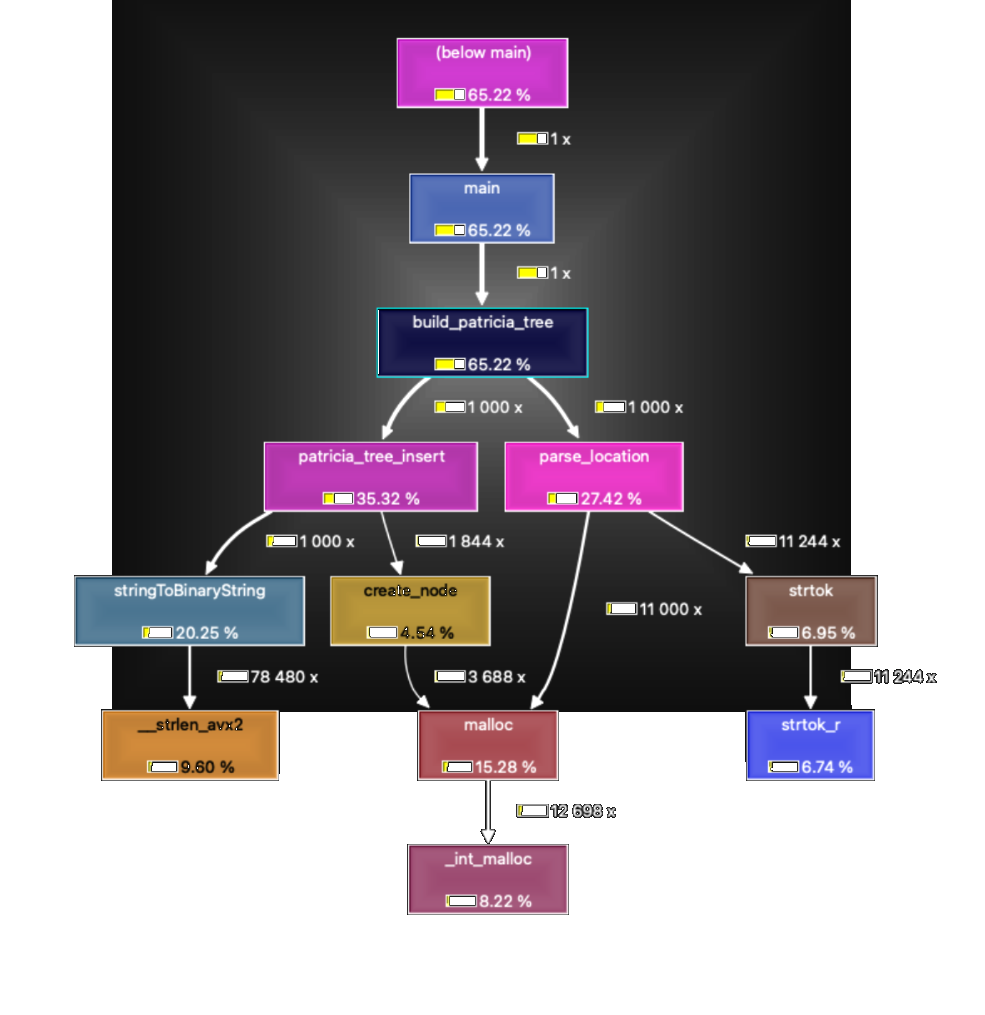 (below main)
65.22 %
1 x
main
65.22 %
1 x
build_patricia_tree
65.22 %
1 000 x
1 000 x
patricia_tree_insert
35.32 %
parse_location
27.42 %
1 000 x
1 844 x
11 244 x
stringToBinaryString
20.25 %
create_node
4.54 %
11 000 x
strtok
6.95 %
78 480 x
3 688 x
11 244 x
__strlen_avx2
9.60 %
malloc
15.28 %
strtok_r
6.74 %
12 698 x
_int_malloc
8.22 %